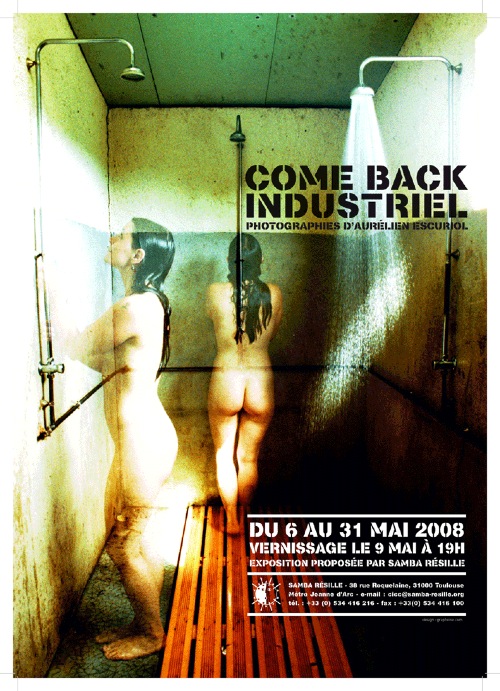 COME BACK
INDUSTRIEL
PHOTOGRAPHIES D'AURÉLIEN ESCURIOL
DU 6 AU 31 MAI 2008
VERNISSAGE LE 9 MAI À 19H
EXPOSITION PROPOSÉE PAR SAMBA RÉSILLE
SAMBA RÉSILLE - 38 rue Roquelaine, 31000 Toulouse
Métro Jeanne d'Arc - e-mail : cicc@samba-resille.org
tél. : +33 (0) 534 416 216 - fax : +33(0) 534 416 100